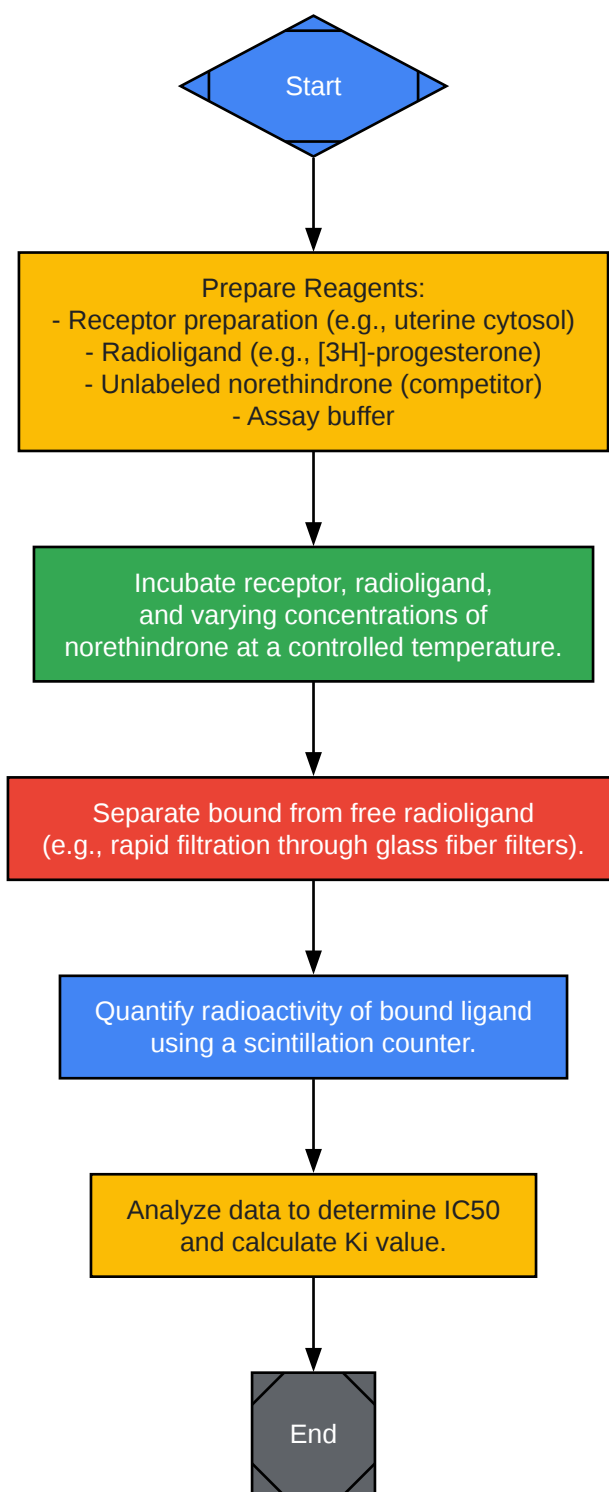 Start
Prepare Reagents:
- Receptor preparation (e.g., uterine cytosol)
- Radioligand (e.g., [3H]-progesterone)
- Unlabeled norethindrone (competitor)
- Assay buffer
Incubate receptor, radioligand,
and varying concentrations of
norethindrone at a controlled temperature.
Separate bound from free radioligand
(e.g., rapid filtration through glass fiber filters).
Quantify radioactivity of bound ligand
using a scintillation counter.
Analyze data to determine IC50
and calculate Ki value.
End